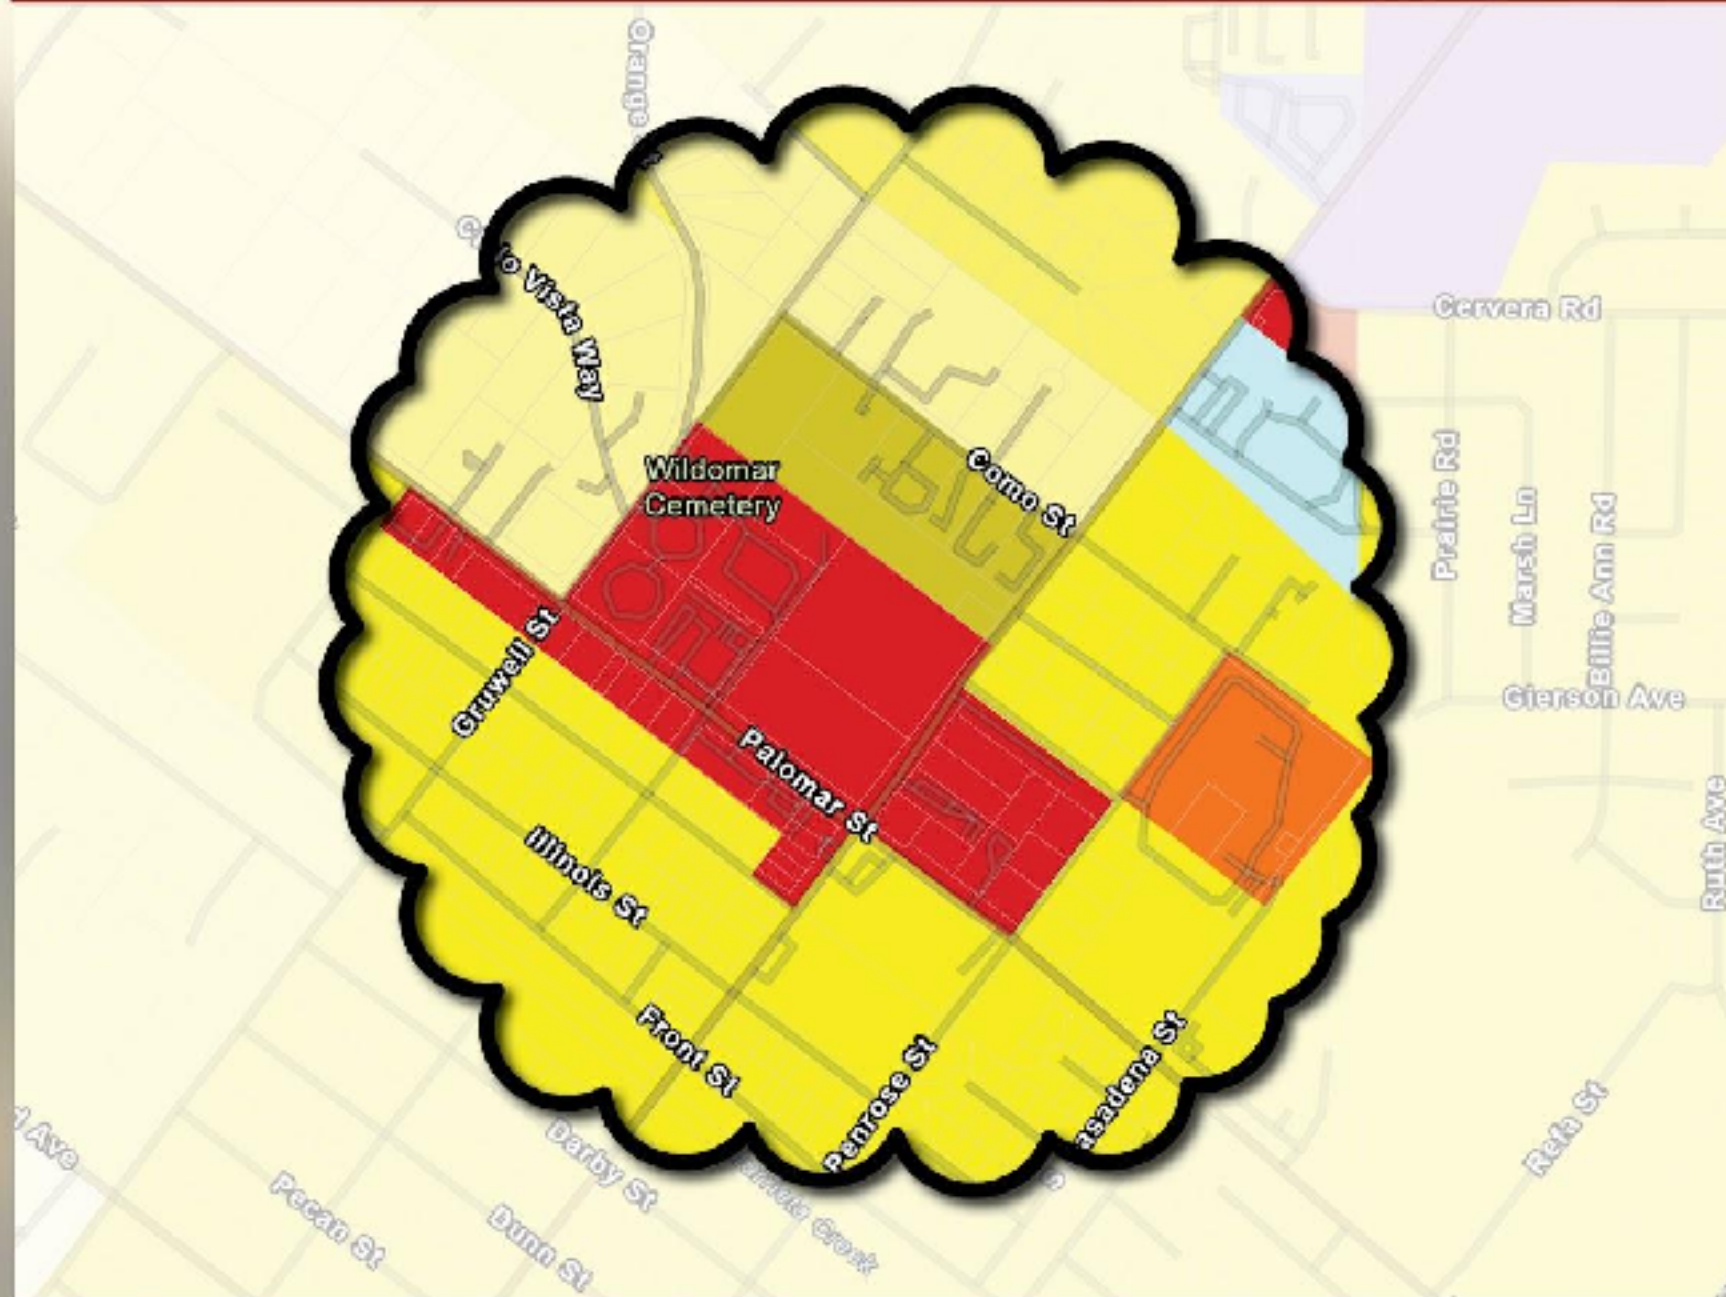 Orange
Vista Way
Cervera Rd
Wildomar
Cemetery
Como St
Prairie Rd
Marsh Ln
Billie Ann Rd
Gruwell St
Gierson Ave
Palomar St
Illinois St
Ruth Ave
Front St
Penrose St
asadena St
Refa St
d Ave
Darby St
Pecan St
Dunn St
Creek